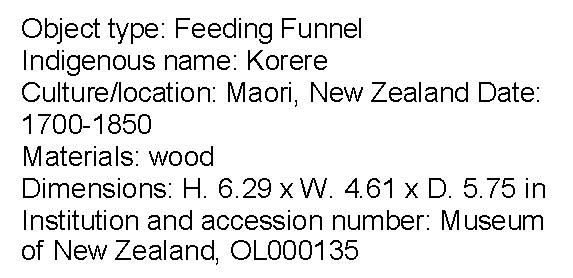 Object type: Feeding Funnel
Indigenous name: Korere
Culture/location: Maori, New Zealand Date:
1700-1850
Materials: wood
Dimensions: H. 6.29 x W. 4.61 x D. 5.75 in
Institution and accession number: Museum
of New Zealand, OL000135